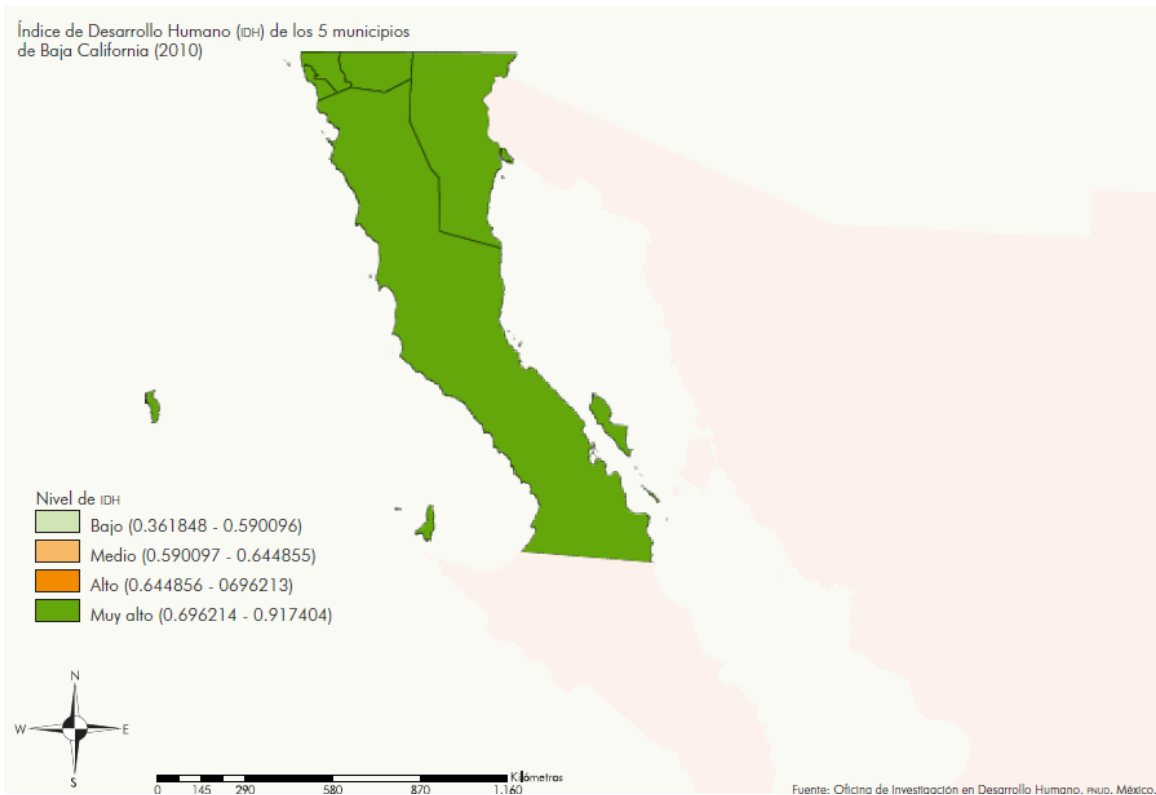 Índice de Desarrollo Humano (IDH) de los 5 municipios
de Baja California (2010)
Nivel de IDH
Bajo (0.361848 - 0.590096)
Medio (0.590097 - 0.644855)
Alto (0.644856 - 0696213)
Muy alto (0.696214 - 0.917404)
N
W E
S
Kilómetros
0 145 290 580 870 1,160
Fuente: Oficina de Investigación en Desarrollo Humano, PNUD, México.